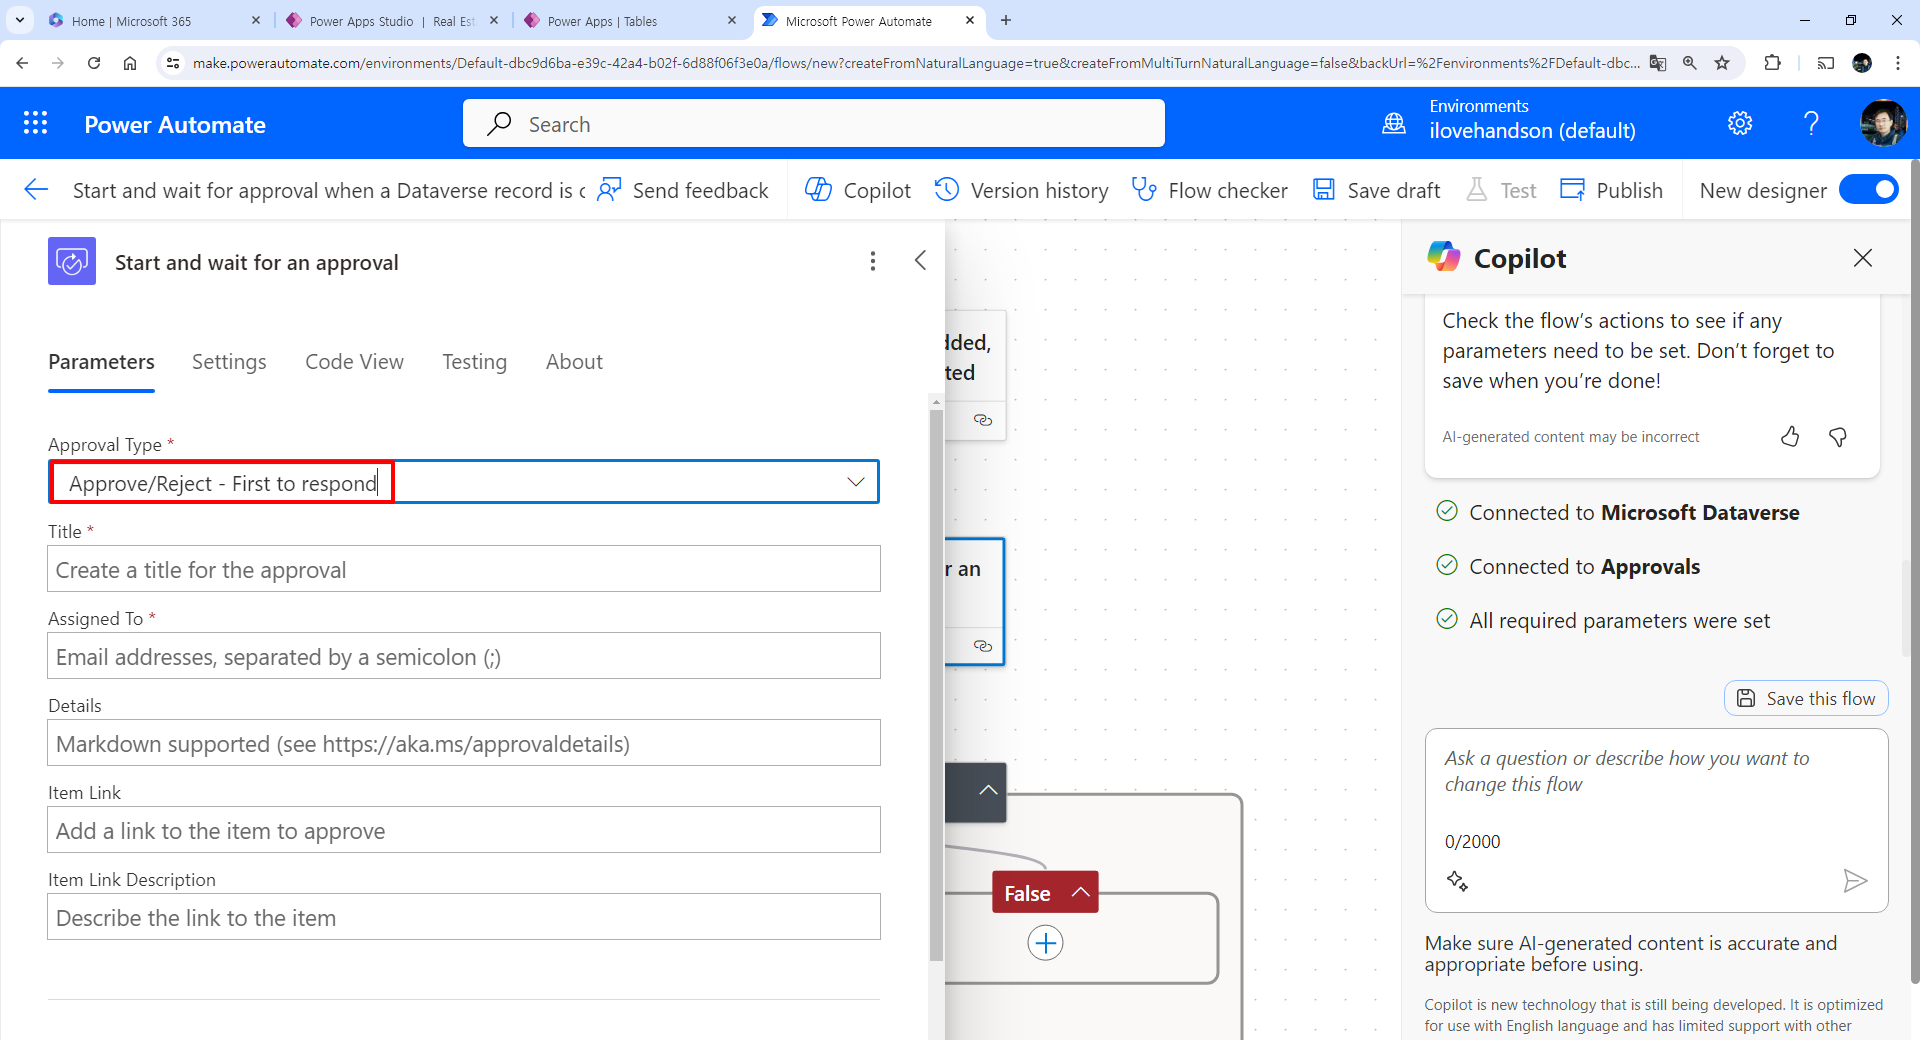 Home | Microsoft 365
Power Apps Studio | Real Est
Power Apps | Tables
Microsoft Power Automate
make.powerautomate.com/environments/Default-dbc9d6ba-e39c-42a4-b02f-6d88f06f3e0a/flows/new?createFromNaturalLanguage=true&createFromMultiTurnNaturalLanguage=false&backUrl=%2Fenvironments%2FDefault-dbc...
Power Automate
Search
Environments
ilovehandson (default)
Start and wait for approval when a Dataverse record is c
Send feedback
Copilot
Version history
Flow checker
Save draft
Test
Publish
New designer
Start and wait for an approval
Parameters
Settings
Code View
Testing
About
Approval Type *
Approve/Reject - First to respond
Title *
Create a title for the approval
Assigned To *
Email addresses, separated by a semicolon (;)
Details
Markdown supported (see https://aka.ms/approvaldetails)
Item Link
Add a link to the item to approve
Item Link Description
Describe the link to the item
dded,
ted
r an
False
Copilot
Check the flow's actions to see if any
parameters need to be set. Don't forget to
save when you're done!
AI-generated content may be incorrect
Connected to Microsoft Dataverse
Connected to Approvals
All required parameters were set
Save this flow
Ask a question or describe how you want to
change this flow
0/2000
Make sure AI-generated content is accurate and
appropriate before using.
Copilot is new technology that is still being developed. It is optimized
for use with English language and has limited support with other